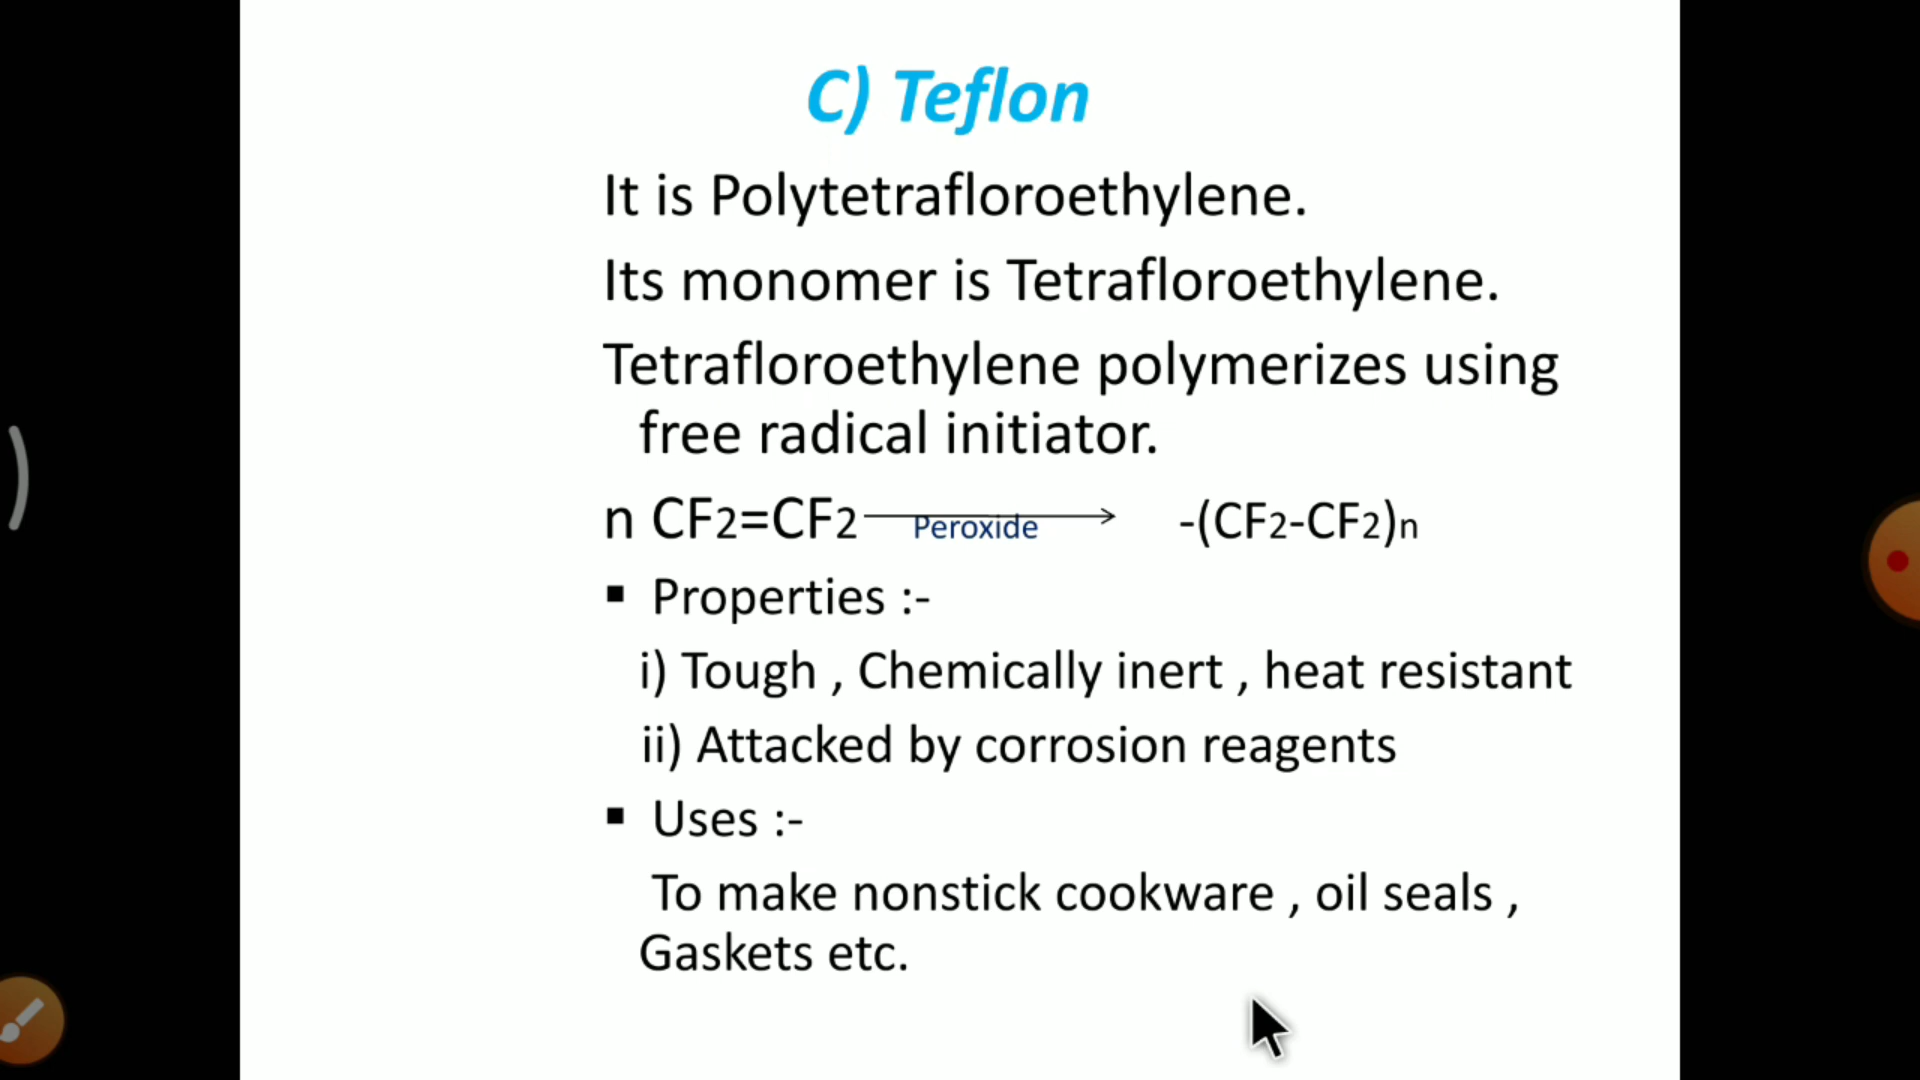 C) Teflon
It is Polytetrafloroethylene.
Its monomer is Tetrafloroethylene.
Tetrafloroethylene polymerizes using
free radical initiator.
n CF2=CF2 Peroxide -(CF2-CF2)n
▪ Properties :-
i) Tough , Chemically inert , heat resistant
ii) Attacked by corrosion reagents
▪ Uses :-
To make nonstick cookware , oil seals ,
Gaskets etc.